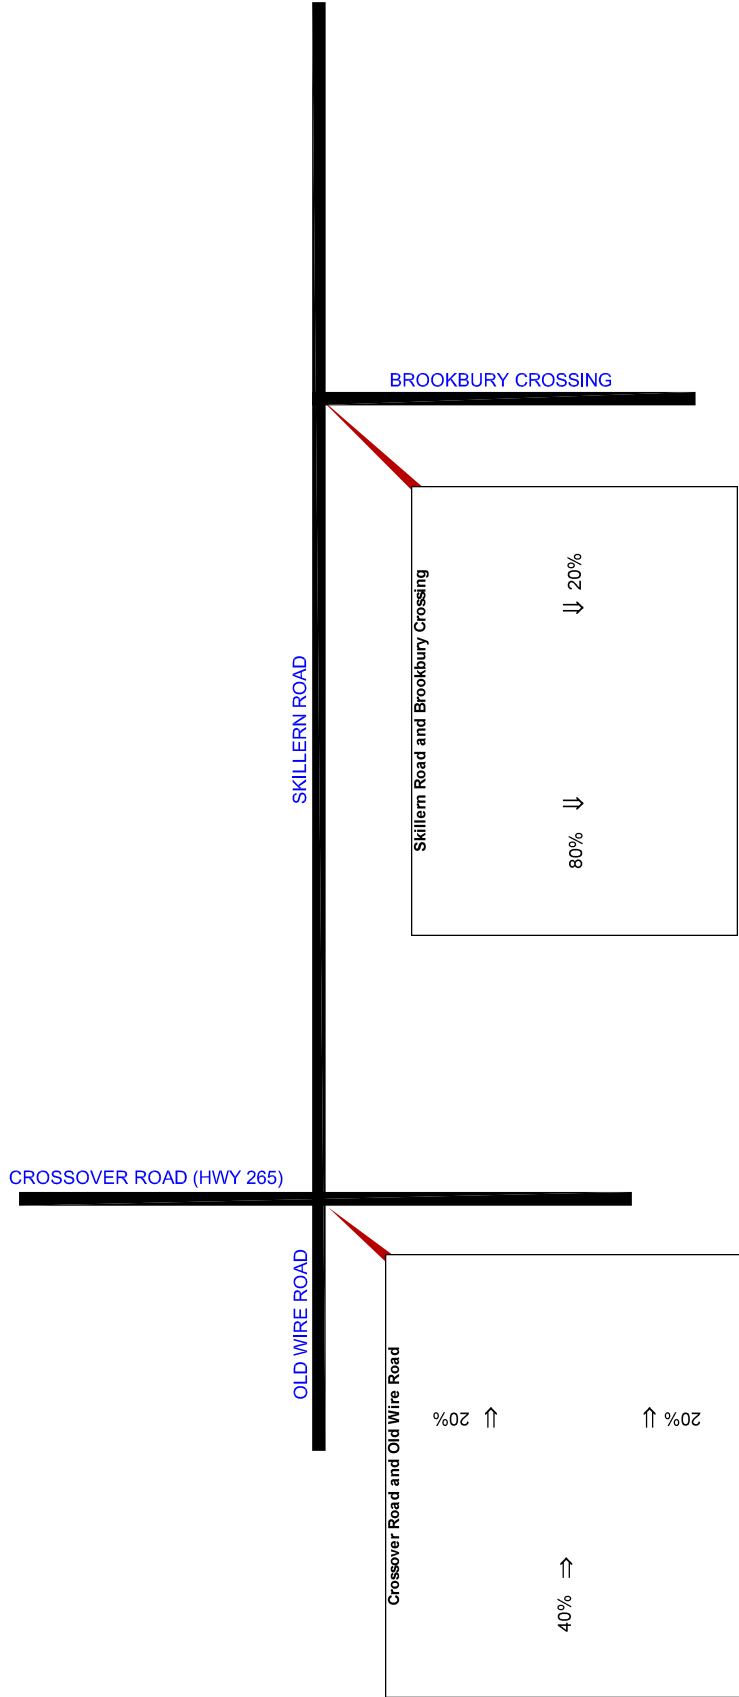 BROOKBURY CROSSING
SKILLERN ROAD
Skillern Road and Brookbury Crossing
⇒ 20%
80% ⇒
CROSSOVER ROAD (HWY 265)
OLD WIRE ROAD
Crossover Road and Old Wire Road
20% ⇒
⇒ 20%
40% ⇒